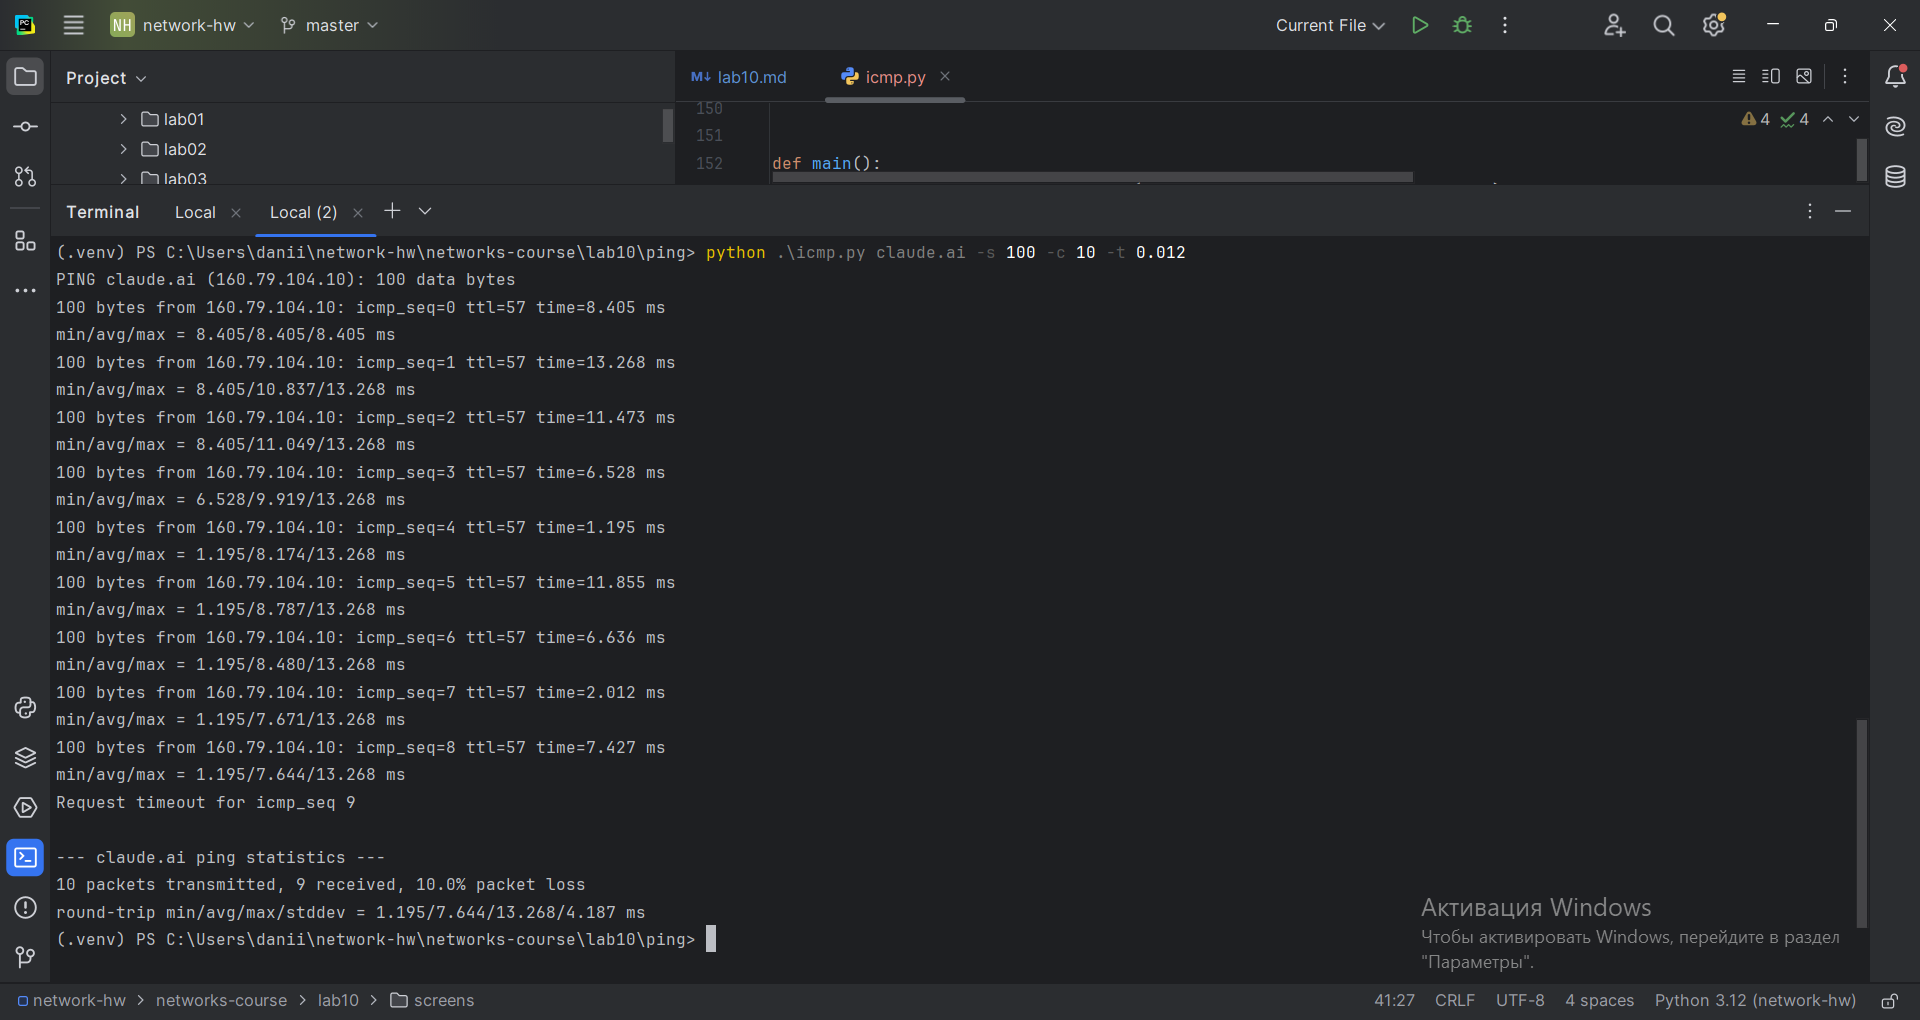 NH network-hw master Current File
Project
lab10.md icmp.py
lab01
lab02
lab03
150
151
152 def main():
4 4
Terminal Local Local (2)
(.venv) PS C:\Users\danii\network-hw\networks-course\lab10\ping> python .\icmp.py claude.ai -s 100 -c 10 -t 0.012
PING claude.ai (160.79.104.10): 100 data bytes
100 bytes from 160.79.104.10: icmp_seq=0 ttl=57 time=8.405 ms
min/avg/max = 8.405/8.405/8.405 ms
100 bytes from 160.79.104.10: icmp_seq=1 ttl=57 time=13.268 ms
min/avg/max = 8.405/10.837/13.268 ms
100 bytes from 160.79.104.10: icmp_seq=2 ttl=57 time=11.473 ms
min/avg/max = 8.405/11.049/13.268 ms
100 bytes from 160.79.104.10: icmp_seq=3 ttl=57 time=6.528 ms
min/avg/max = 6.528/9.919/13.268 ms
100 bytes from 160.79.104.10: icmp_seq=4 ttl=57 time=1.195 ms
min/avg/max = 1.195/8.174/13.268 ms
100 bytes from 160.79.104.10: icmp_seq=5 ttl=57 time=11.855 ms
min/avg/max = 1.195/8.787/13.268 ms
100 bytes from 160.79.104.10: icmp_seq=6 ttl=57 time=6.636 ms
min/avg/max = 1.195/8.480/13.268 ms
100 bytes from 160.79.104.10: icmp_seq=7 ttl=57 time=2.012 ms
min/avg/max = 1.195/7.671/13.268 ms
100 bytes from 160.79.104.10: icmp_seq=8 ttl=57 time=7.427 ms
min/avg/max = 1.195/7.644/13.268 ms
Request timeout for icmp_seq 9
--- claude.ai ping statistics ---
10 packets transmitted, 9 received, 10.0% packet loss
round-trip min/avg/max/stddev = 1.195/7.644/13.268/4.187 ms
(.venv) PS C:\Users\danii\network-hw\networks-course\lab10\ping>
Активация Windows
Чтобы активировать Windows, перейдите в раздел
"Параметры".
network-hw > networks-course > lab10 > screens 41:27 CRLF UTF-8 4 spaces Python 3.12 (network-hw)